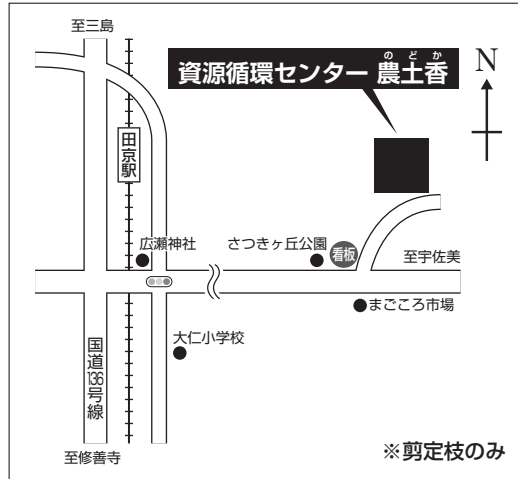 至三島
資源循環センター 農土香
のどか
N
田京駅
広瀬神社
さつきヶ丘公園
看板
至宇佐美
まごころ市場
大仁小学校
国道136号線
至修善寺
※剪定枝のみ